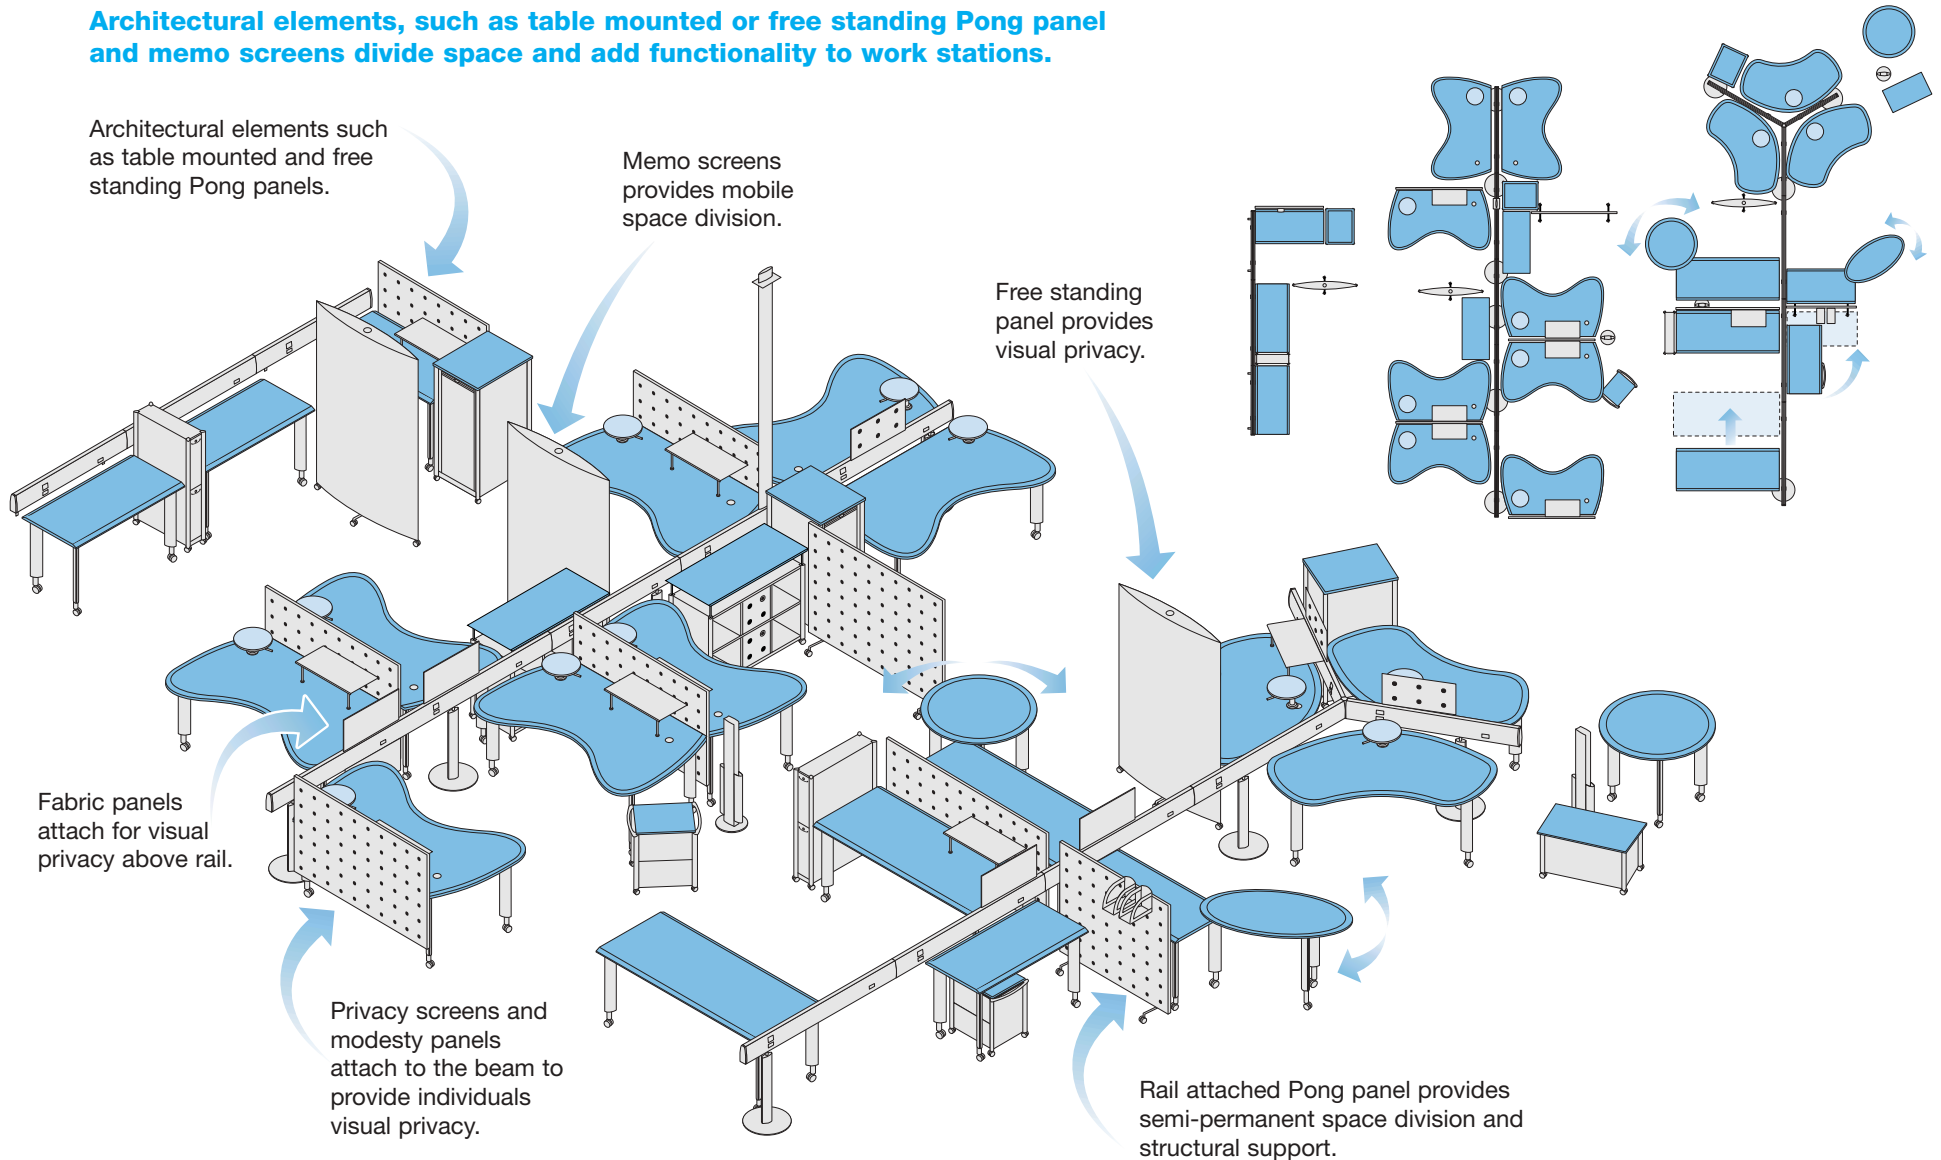 Architectural elements, such as table mounted or free standing Pong panel
and memo screens divide space and add functionality to work stations.
Architectural elements such
as table mounted and free
standing Pong panels.
Memo screens
provides mobile
space division.
Free standing
panel provides
visual privacy.
Fabric panels
attach for visual
privacy above rail.
Privacy screens and
modesty panels
attach to the beam to
provide individuals
visual privacy.
Rail attached Pong panel provides
semi-permanent space division and
structural support.